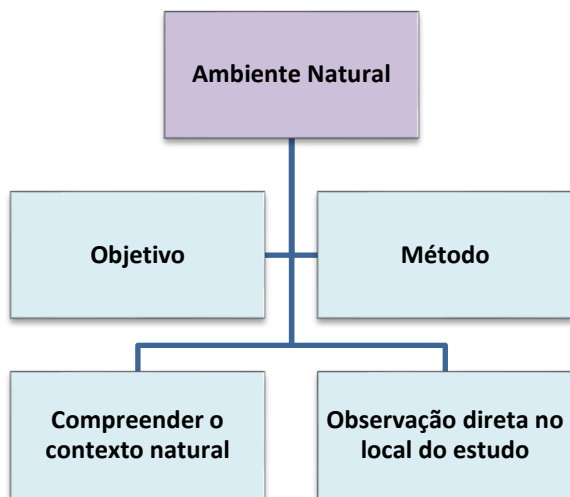 Ambiente Natural
Objetivo
Método
Compreender o
contexto natural
Observação direta no
local do estudo